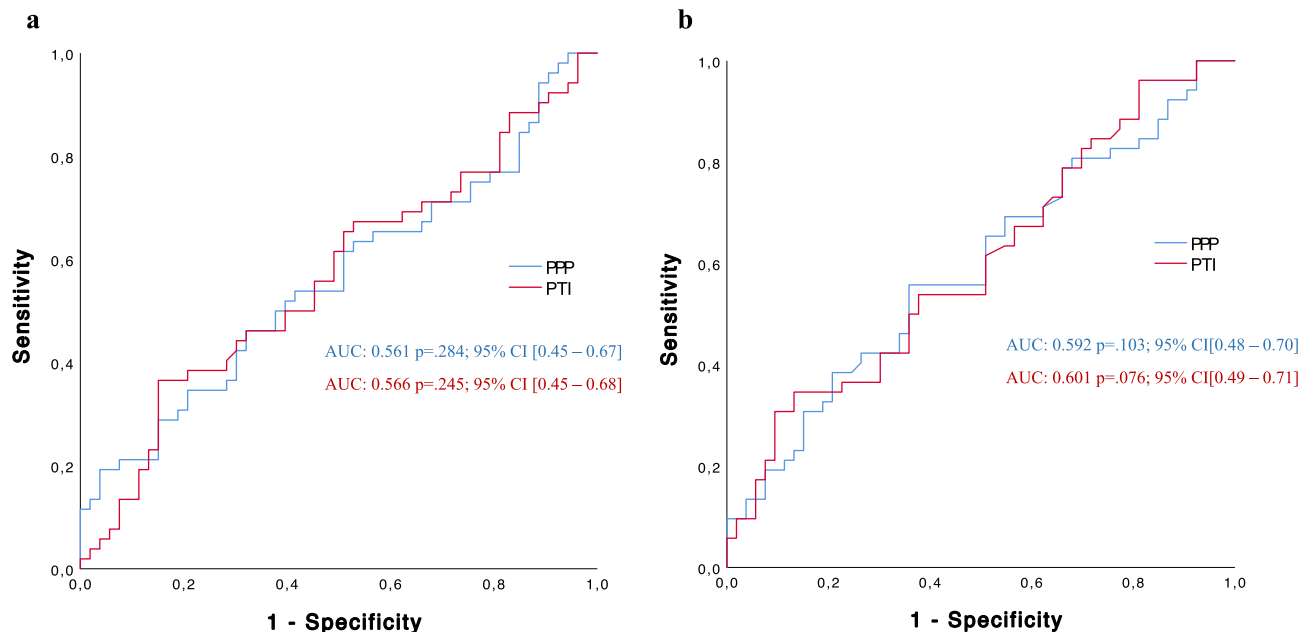 a
1,0
0,8
0,6
0,4
0,2
0,0
Sensitivity
PPP
PTI
AUC: 0.561 p=.284; 95% CI [0.45 – 0.67]
AUC: 0.566 p=.245; 95% CI [0.45 – 0.68]
0,0 0,2 0,4 0,6 0,8 1,0
1 - Specificity
b
1,0
0,8
0,6
0,4
0,2
0,0
Sensitivity
PPP
PTI
AUC: 0.592 p=.103; 95% CI[0.48 – 0.70]
AUC: 0.601 p=.076; 95% CI[0.49 – 0.71]
0,0 0,2 0,4 0,6 0,8 1,0
1 - Specificity